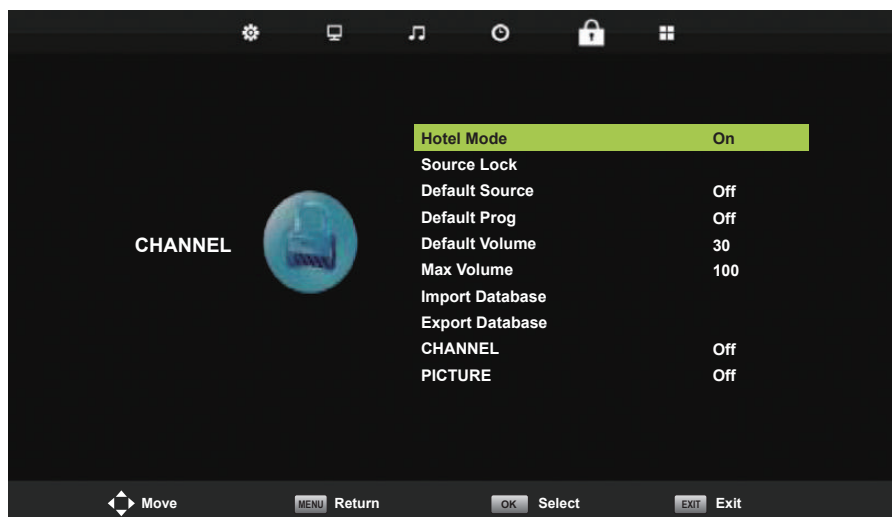 Hotel Mode On
Source Lock
Default Source Off
Default Prog Off
CHANNEL
Default Volume 30
Max Volume 100
Import Database
Export Database
CHANNEL Off
PICTURE Off
Move MENU Return OK Select EXIT Exit